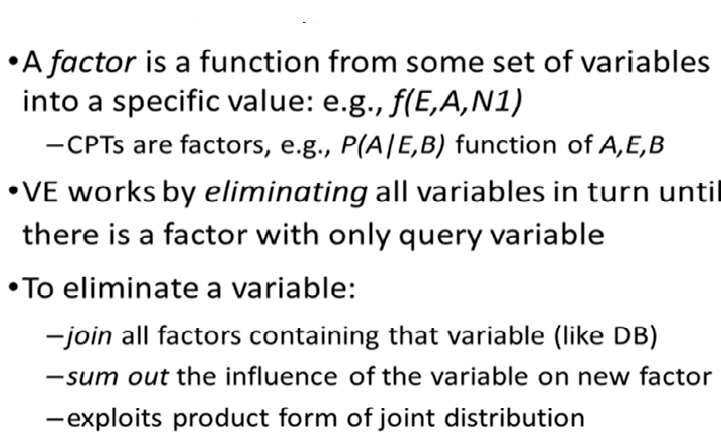 •A factor is a function from some set of variables
into a specific value: e.g., f(E,A,N1)
–CPTs are factors, e.g., P(A|E,B) function of A,E,B
•VE works by eliminating all variables in turn until
there is a factor with only query variable
•To eliminate a variable:
–join all factors containing that variable (like DB)
–sum out the influence of the variable on new factor
–exploits product form of joint distribution